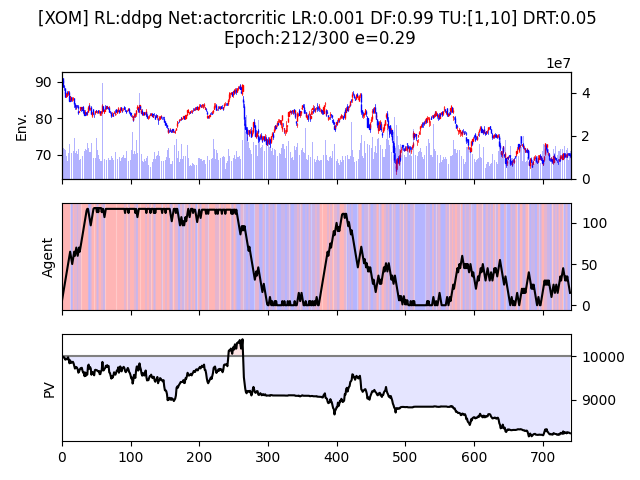 [XOM] RL:ddpg Net:actorcritic LR:0.001 DF:0.99 TU:[1,10] DRT:0.05
Epoch:212/300 e=0.29
1e7
90
80
70
Env.
4
2
0
Agent
100
50
0
PV
10000
9000
0 100 200 300 400 500 600 700